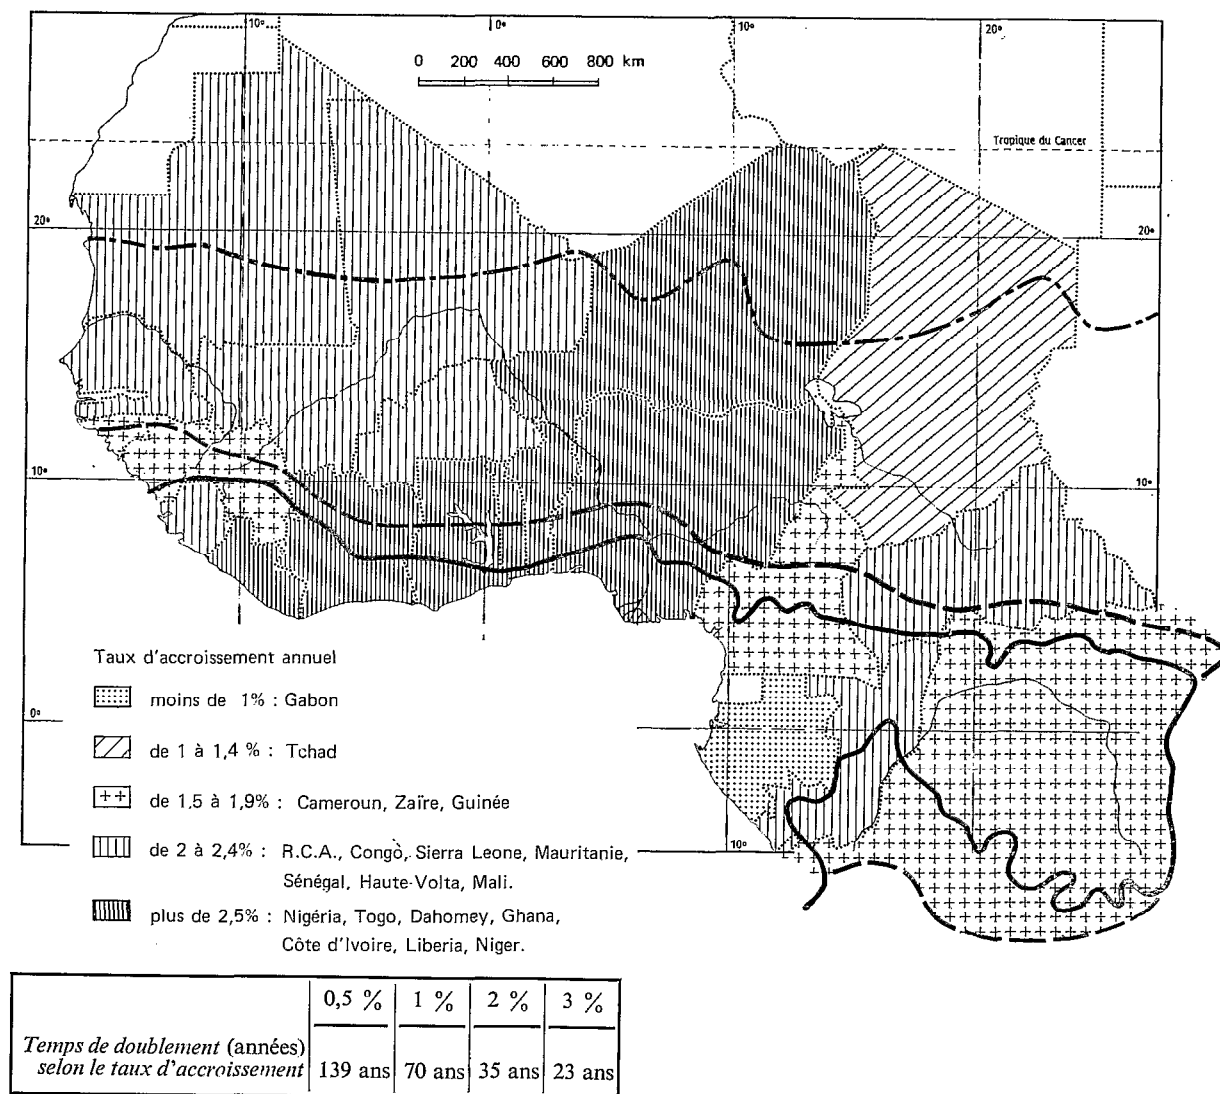 10°
0°
10°
20°
0 200 400 600 800 km
Tropique du Cancer
20°
20°
10°
10°
Taux d'accroissement annuel
moins de 1% : Gabon
0°
de 1 à 1,4 % : Tchad
de 1,5 à 1,9% : Cameroun, Zaïre, Guinée
10°
de 2 à 2,4% : R.C.A., Congo, Sierra Leone, Mauritanie,
Sénégal, Haute-Volta, Mali.
plus de 2,5% : Nigéria, Togo, Dahomey, Ghana,
Côte d'Ivoire, Liberia, Niger.
0,5 % 1 % 2 % 3 %
Temps de doublement (années)
selon le taux d'accroissement 139 ans 70 ans 35 ans 23 ans